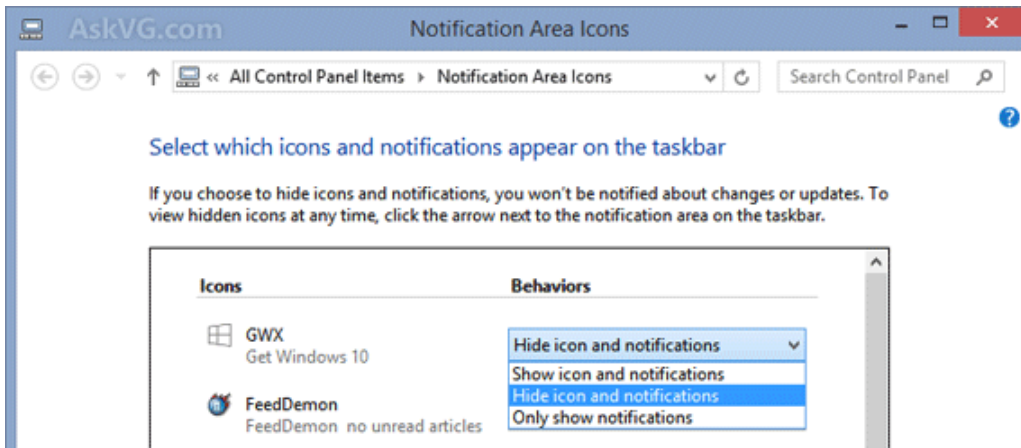 AskVG.com
Notification Area Icons
« All Control Panel Items ▸ Notification Area Icons
Search Control Panel
?
Select which icons and notifications appear on the taskbar
If you choose to hide icons and notifications, you won't be notified about changes or updates. To
view hidden icons at any time, click the arrow next to the notification area on the taskbar.
Icons Behaviors
GWX
Get Windows 10
Hide icon and notifications
Show icon and notifications
Hide icon and notifications
Only show notifications
FeedDemon
FeedDemon no unread articles